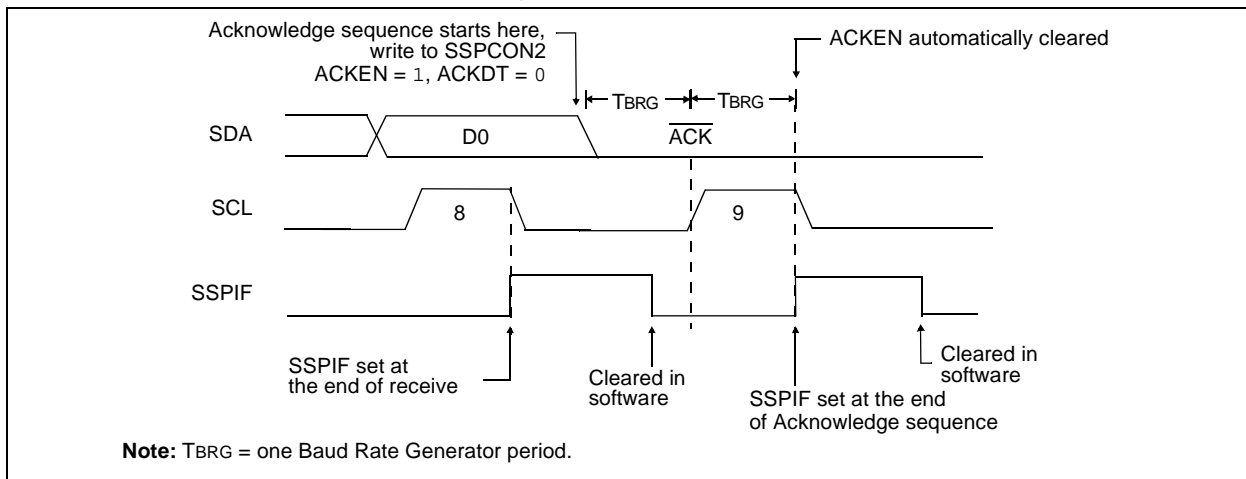 Acknowledge sequence starts here,
write to SSPCON2
ACKEN = 1, ACKDT = 0
ACKEN automatically cleared
TBRG
TBRG
SDA
D0
ACK
SCL
8
9
SSPIF
SSPIF set at
the end of receive
Cleared in
software
SSPIF set at the end
of Acknowledge sequence
Cleared in
software
Note: TBRG = one Baud Rate Generator period.